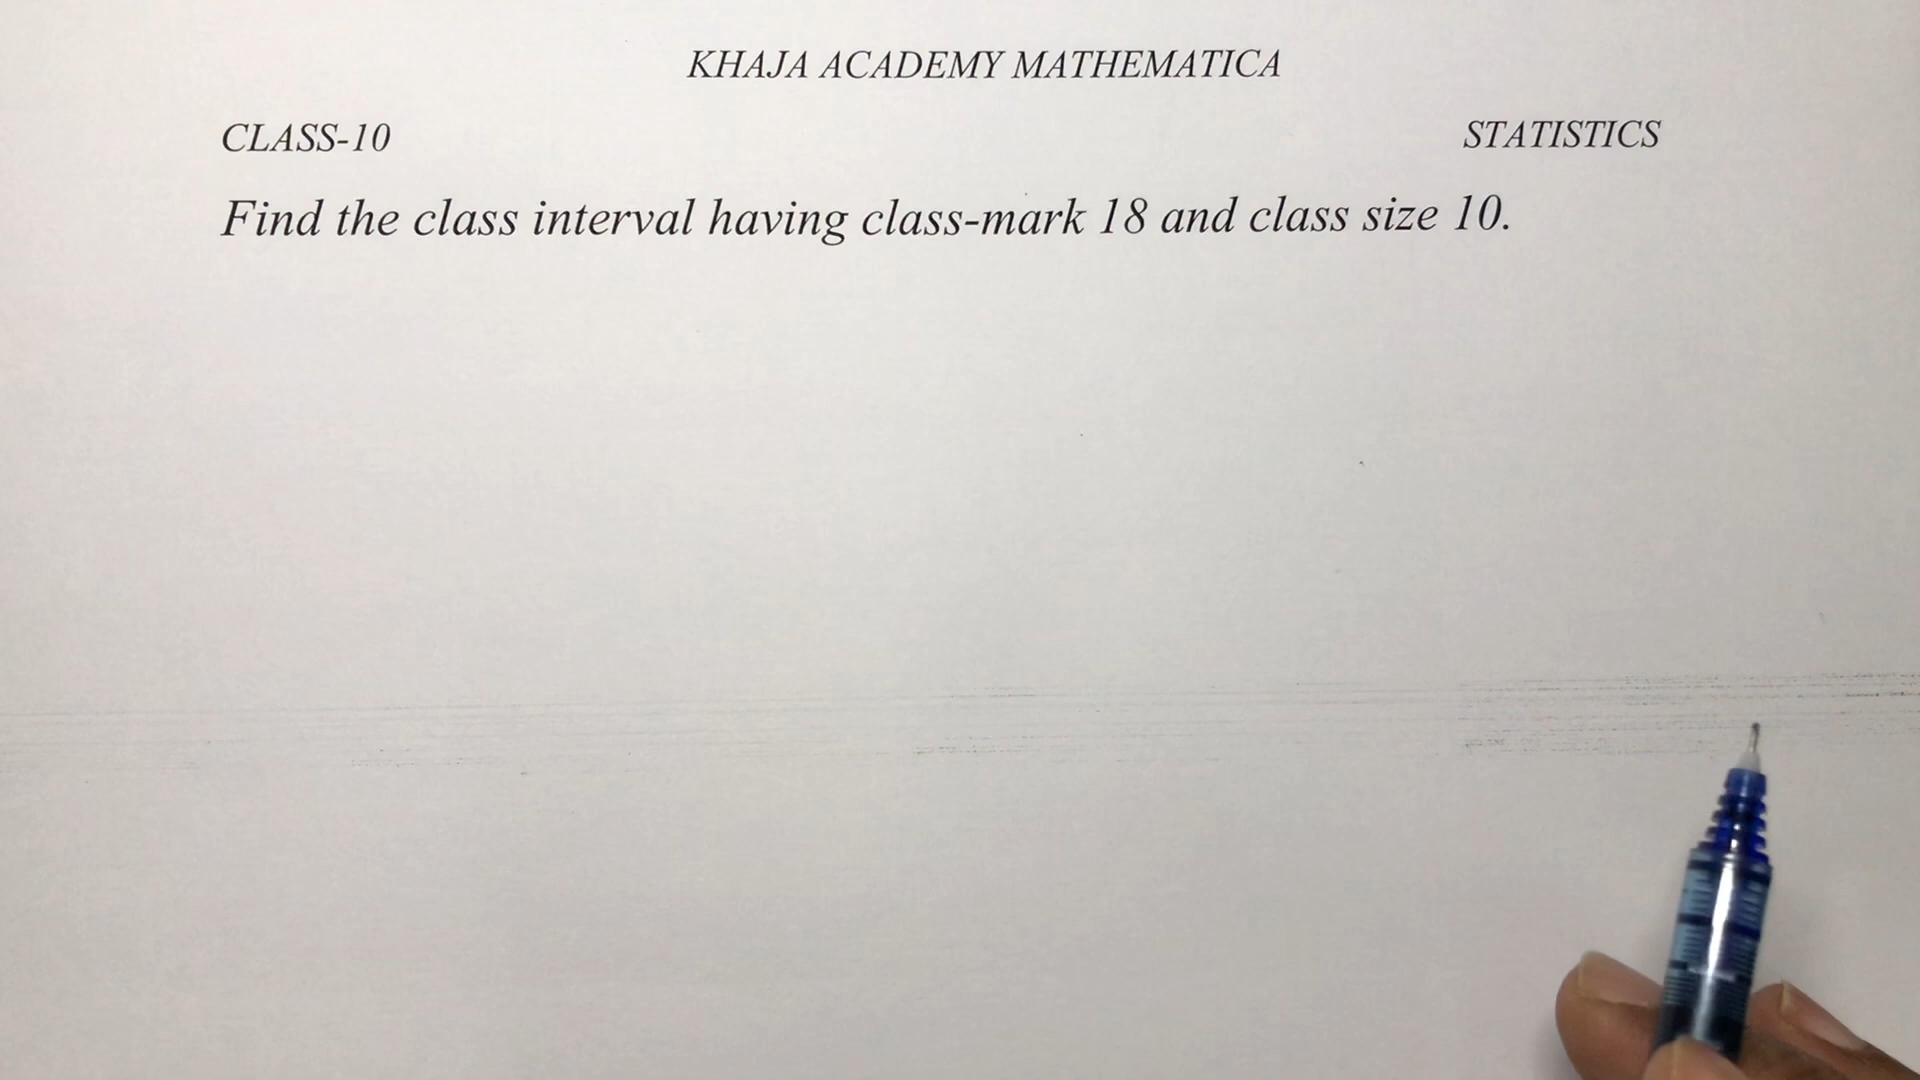 KHAJA ACADEMY MATHEMATICA
CLASS-10 STATISTICS
Find the class interval having class-mark 18 and class size 10.